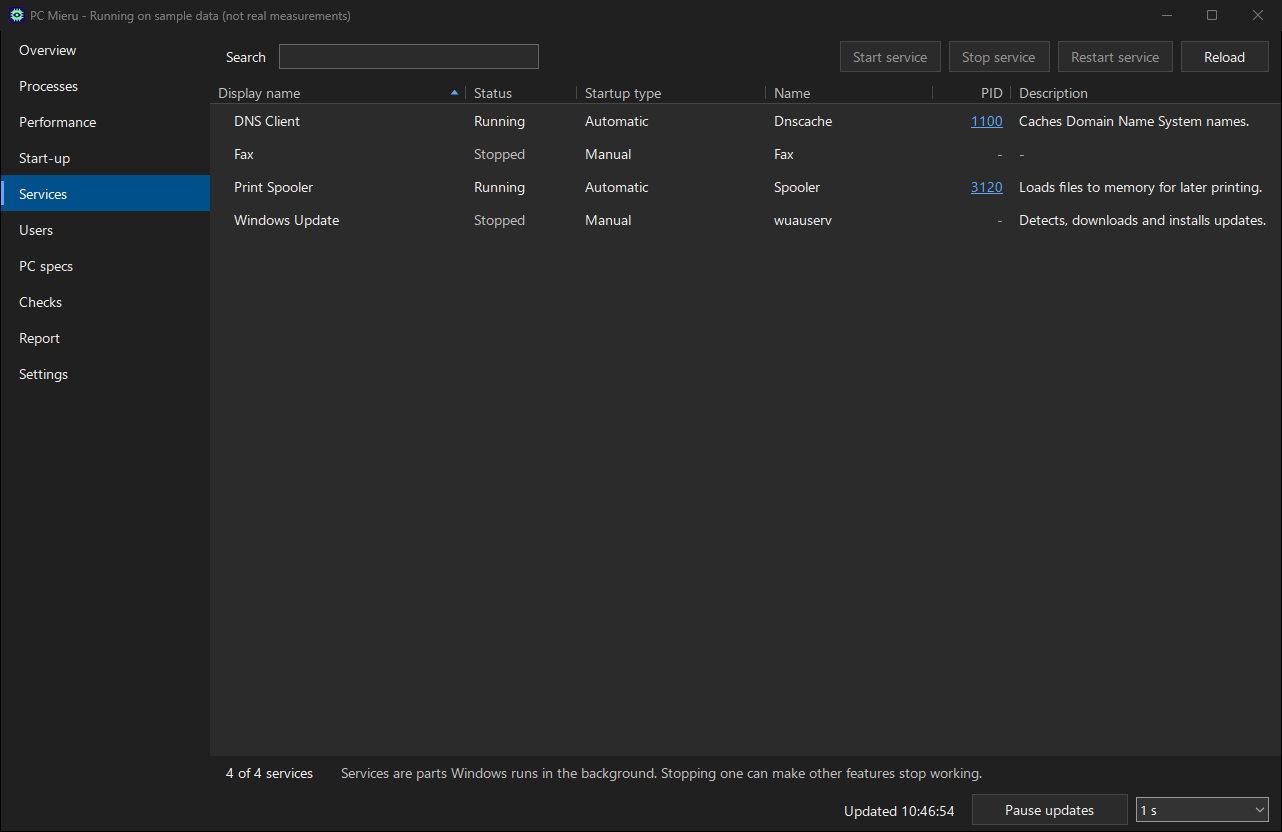 PC Mieru - Running on sample data (not real measurements)
Overview
Processes
Performance
Start-up
Services
Users
PC specs
Checks
Report
Settings
Search
Start service
Stop service
Restart service
Reload
Display name Status Startup type Name PID Description
DNS Client Running Automatic Dnscache 1100 Caches Domain Name System names.
Fax Stopped Manual Fax - -
Print Spooler Running Automatic Spooler 3120 Loads files to memory for later printing.
Windows Update Stopped Manual wuauserv - Detects, downloads and installs updates.
4 of 4 services Services are parts Windows runs in the background. Stopping one can make other features stop working.
Updated 10:46:54 Pause updates 1 s